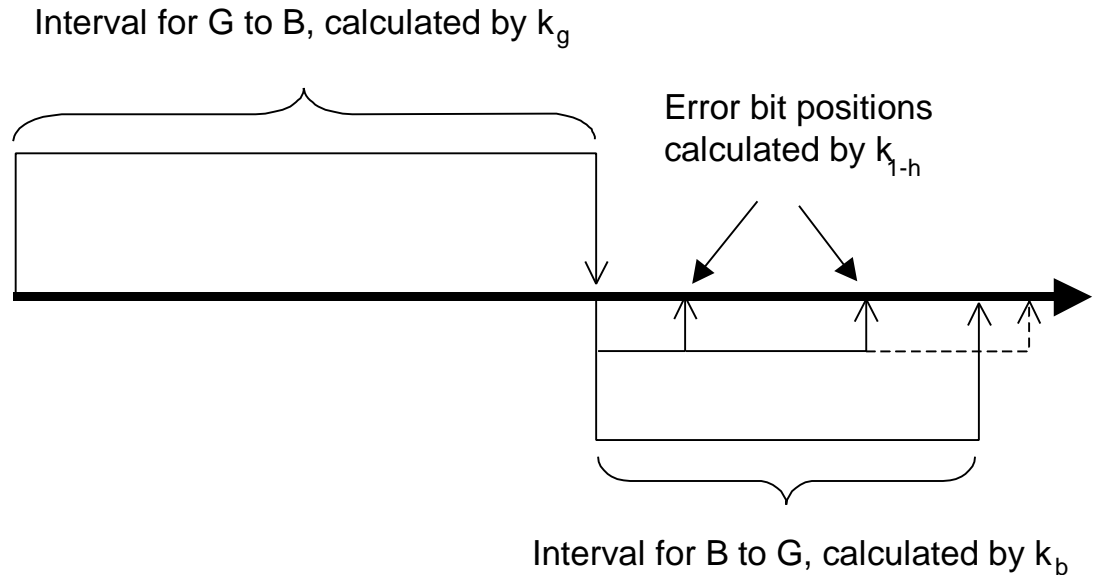 Interval for G to B, calculated by k_g
Error bit positions
calculated by k_1-h
Interval for B to G, calculated by k_b